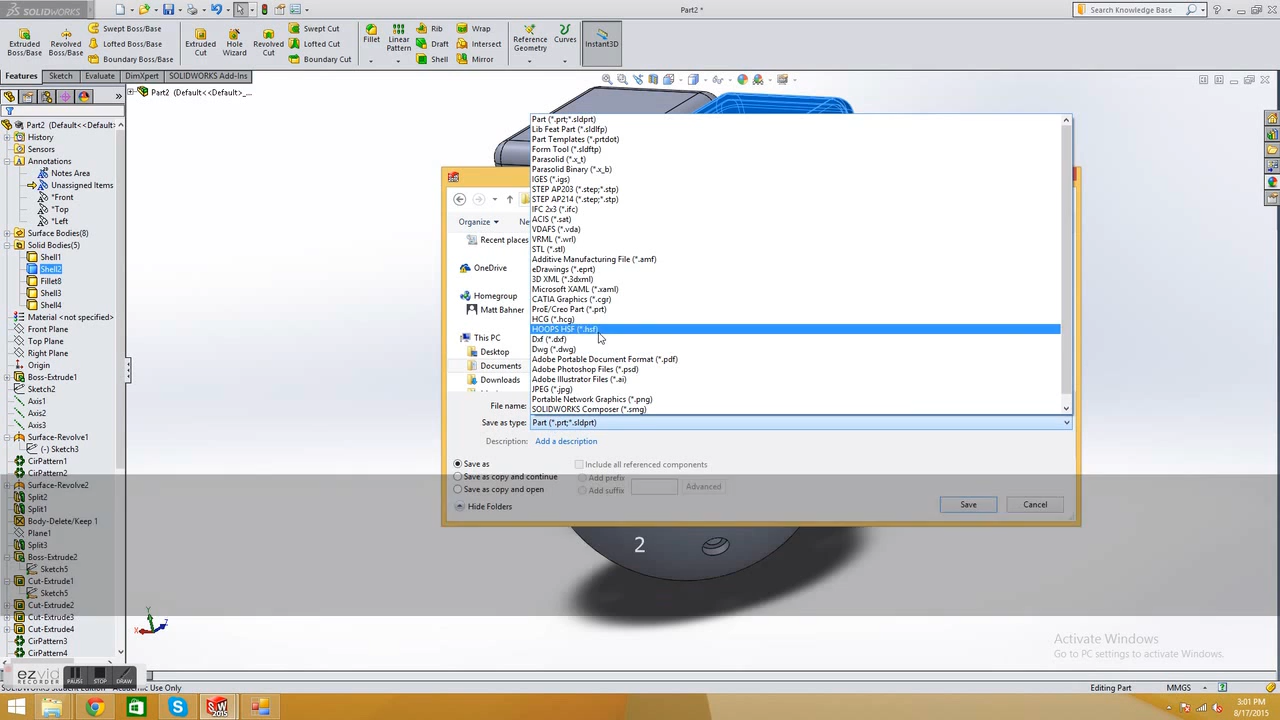 SOLIDWORKS
Part2 *
Search Knowledge Base
Extruded Boss/Base
Revolved Boss/Base
Swept Boss/Base
Lofted Boss/Base
Boundary Boss/Base
Extruded Cut
Hole Wizard
Revolved Cut
Swept Cut
Lofted Cut
Boundary Cut
Fillet
Linear Pattern
Rib
Draft
Shell
Wrap
Intersect
Mirror
Reference Geometry
Curves
Instant3D
Features
Sketch
Evaluate
DimXpert
SOLIDWORKS Add-Ins
Part2 (Default<<Default>_...
Part2 (Default<<Default>
History
Sensors
Annotations
Notes Area
Unassigned Items
*Front
*Top
*Left
Surface Bodies(8)
Solid Bodies(5)
Shell1
Shell2
Fillet8
Shell3
Shell4
Material <not specified>
Front Plane
Top Plane
Right Plane
Origin
Boss-Extrude1
Sketch2
Axis1
Axis2
Axis3
Surface-Revolve1
(-) Sketch3
CirPattern1
CirPattern2
Surface-Revolve2
Split2
Split1
Body-Delete/Keep 1
Plane1
Split3
Boss-Extrude2
Sketch5
Cut-Extrude1
Sketch5
Cut-Extrude2
Cut-Extrude3
Cut-Extrude4
CirPattern3
CirPattern4
Part (*.prt;*.sldprt)
Lib Feat Part (*.sldlfp)
Part Templates (*.prtdot)
Form Tool (*.sldftp)
Parasolid (*.x_t)
Parasolid Binary (*.x_b)
IGES (*.igs)
STEP AP203 (*.step;*.stp)
STEP AP214 (*.step;*.stp)
IFC 2x3 (*.ifc)
ACIS (*.sat)
VDAFS (*.vda)
VRML (*.wrl)
STL (*.stl)
Additive Manufacturing File (*.amf)
eDrawings (*.eprt)
3D XML (*.3dxml)
Microsoft XAML (*.xaml)
CATIA Graphics (*.cgr)
ProE/Creo Part (*.prt)
HCG (*.hcg)
HOOPS HSF (*.hsf)
Dxf (*.dxf)
Dwg (*.dwg)
Adobe Portable Document Format (*.pdf)
Adobe Photoshop Files (*.psd)
Adobe Illustrator Files (*.ai)
JPEG (*.jpg)
Portable Network Graphics (*.png)
SOLIDWORKS Composer (*.smg)
Organize
Recent places
OneDrive
Homegroup
Matt Bahner
This PC
Desktop
Documents
Downloads
File name:
Save as type: Part (*.prt;*.sldprt)
Description: Add a description
Save as
Save as copy and continue
Save as copy and open
Include all referenced components
Add prefix
Add suffix
Advanced
Hide Folders
Save
Cancel
2
Activate Windows
Go to PC settings to activate Windows.
ezvid
RECORDER
PAUSE
STOP
DRAW
Academic Use Only
Editing Part
MMGS
3:01 PM
8/17/2015